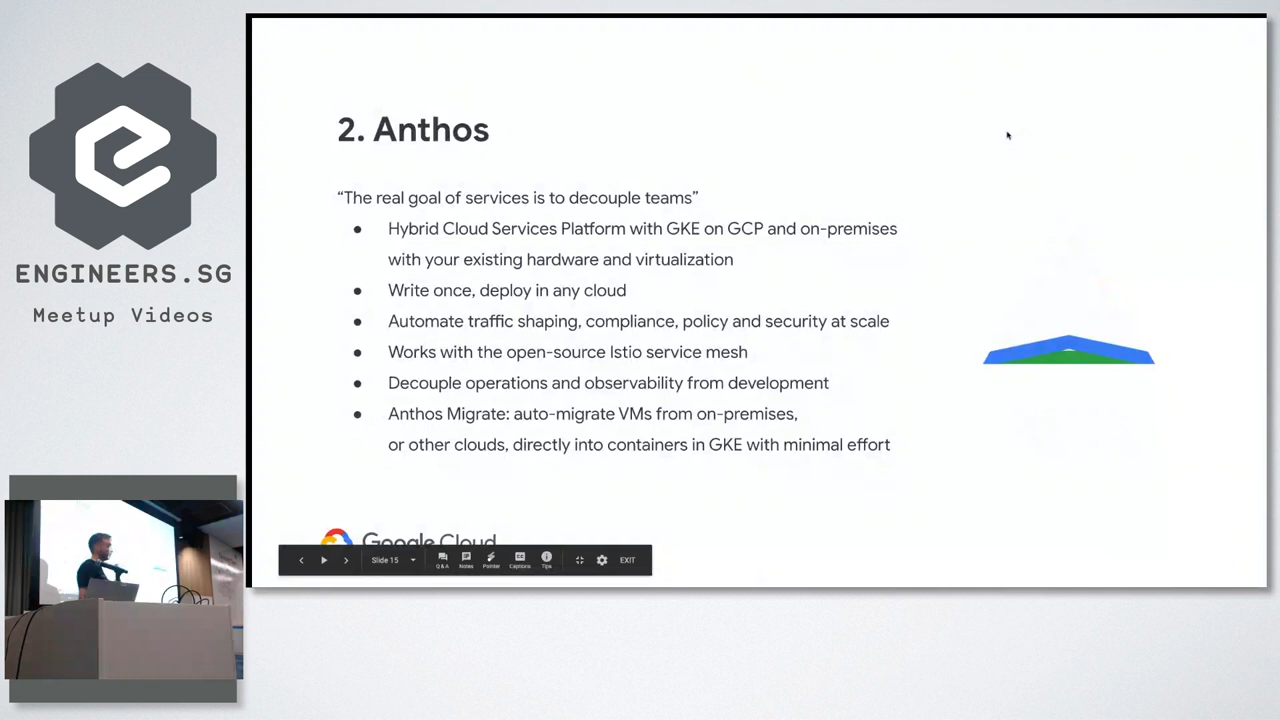 ENGINEERS.SG
Meetup Videos
2. Anthos
“The real goal of services is to decouple teams”
● Hybrid Cloud Services Platform with GKE on GCP and on-premises
with your existing hardware and virtualization
● Write once, deploy in any cloud
● Automate traffic shaping, compliance, policy and security at scale
● Works with the open-source Istio service mesh
● Decouple operations and observability from development
● Anthos Migrate: auto-migrate VMs from on-premises,
or other clouds, directly into containers in GKE with minimal effort
Google Cloud
Slide 15 Q&A Notes Pointer Captions Tips EXIT